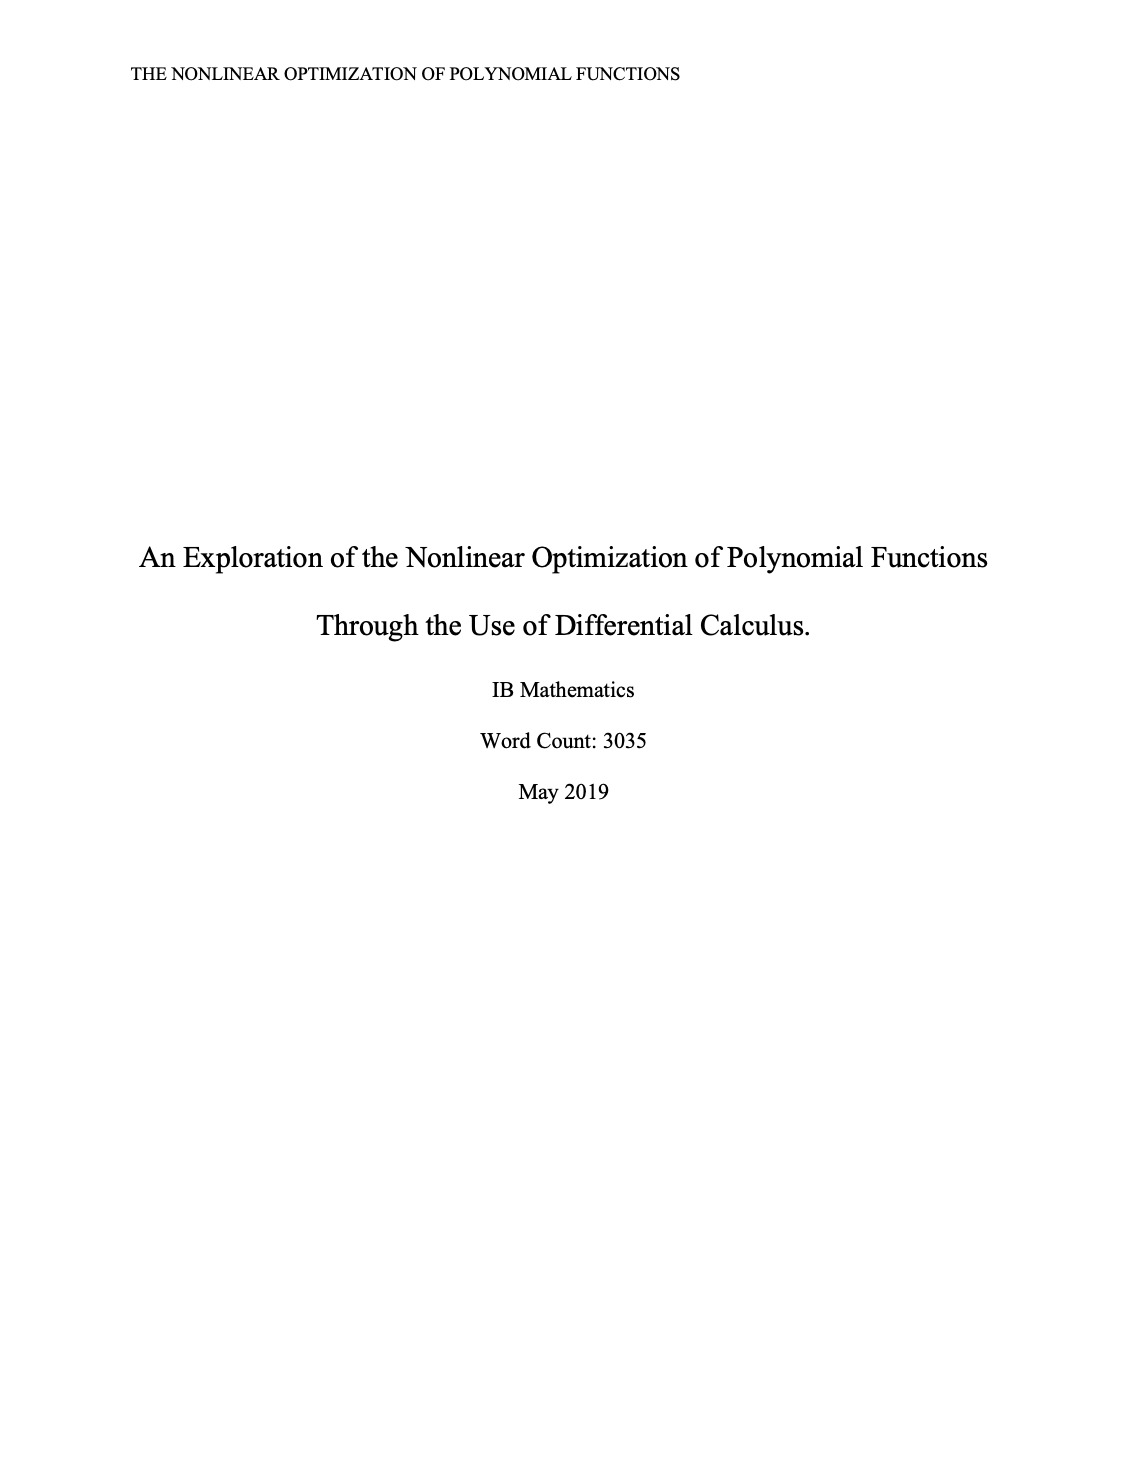 THE NONLINEAR OPTIMIZATION OF POLYNOMIAL FUNCTIONS
An Exploration of the Nonlinear Optimization of Polynomial Functions
Through the Use of Differential Calculus.
IB Mathematics
Word Count: 3035
May 2019